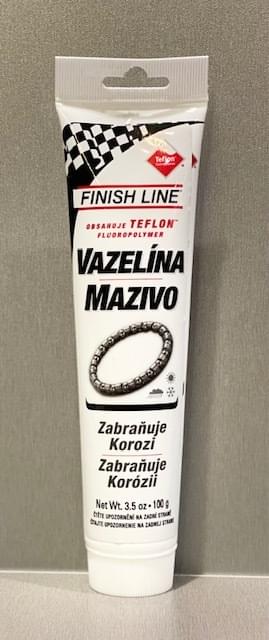 Teflon
FINISH LINE
OBSAHUJE TEFLON™
FLUOROPOLYMER
VAZELÍNA
MAZIVO
Zabraňuje
Korozi
Zabraňuje
Korózii
Net Wt. 3.5 oz • 100 g
ČTĚTE UPOZORNĚNÍ NA ZADNÍ STRANĚ
ČÍTAJTE UPOZORNENIE NA ZADNEJ STRANE